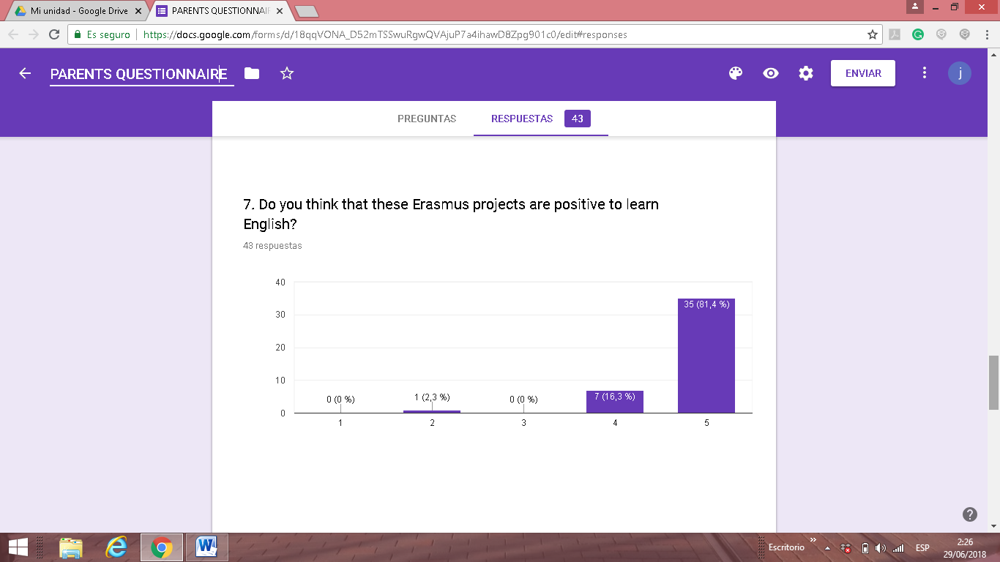 Mi unidad - Google Drive
PARENTS QUESTIONNAIR
Es seguro
https://docs.google.com/forms/d/18qqVONA_D52mTSSwuRgwQVAjuP7a4ihawD8Zpg901c0/edit#responses
PARENTS QUESTIONNAIRE
ENVIAR
j
PREGUNTAS
RESPUESTAS 43
7. Do you think that these Erasmus projects are positive to learn
English?
43 respuestas
40
30
20
10
0
0 (0 %)
1 (2,3 %)
0 (0 %)
7 (16,3 %)
35 (81,4 %)
1
2
3
4
5
Escritorio
ESP
2:26
29/06/2018